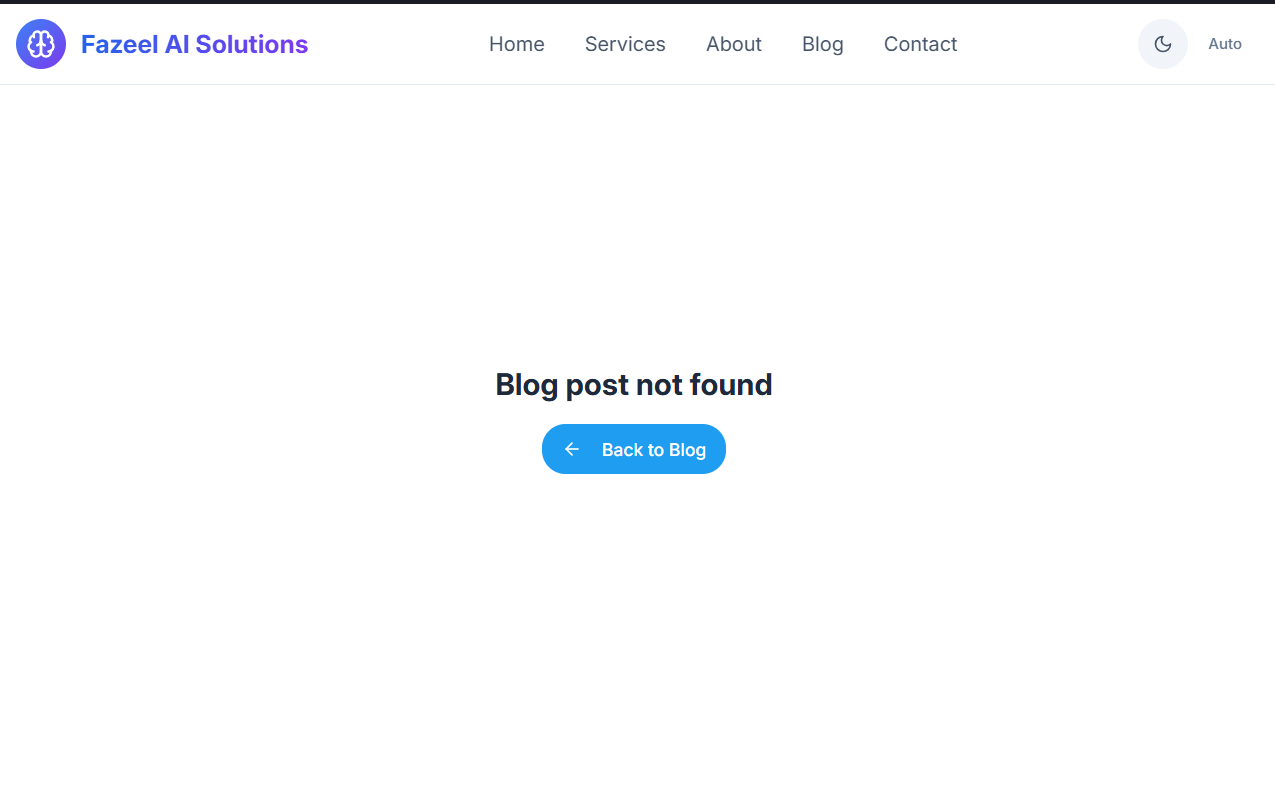 Fazeel AI Solutions
Home Services About Blog Contact
Auto
Blog post not found
Back to Blog